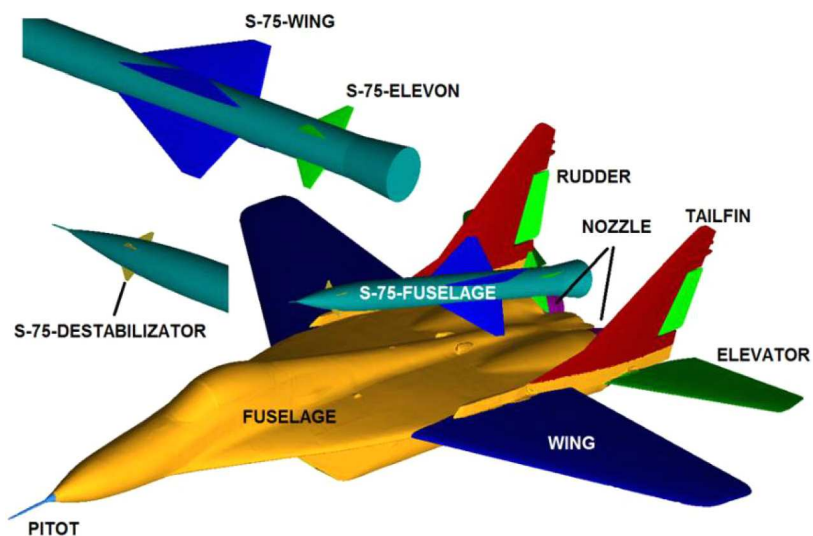 S-75-WING
S-75-ELEVON
RUDDER
TAILFIN
NOZZLE
S-75-FUSELAGE
S-75-DESTABILIZATOR
ELEVATOR
FUSELAGE
WING
PITOT